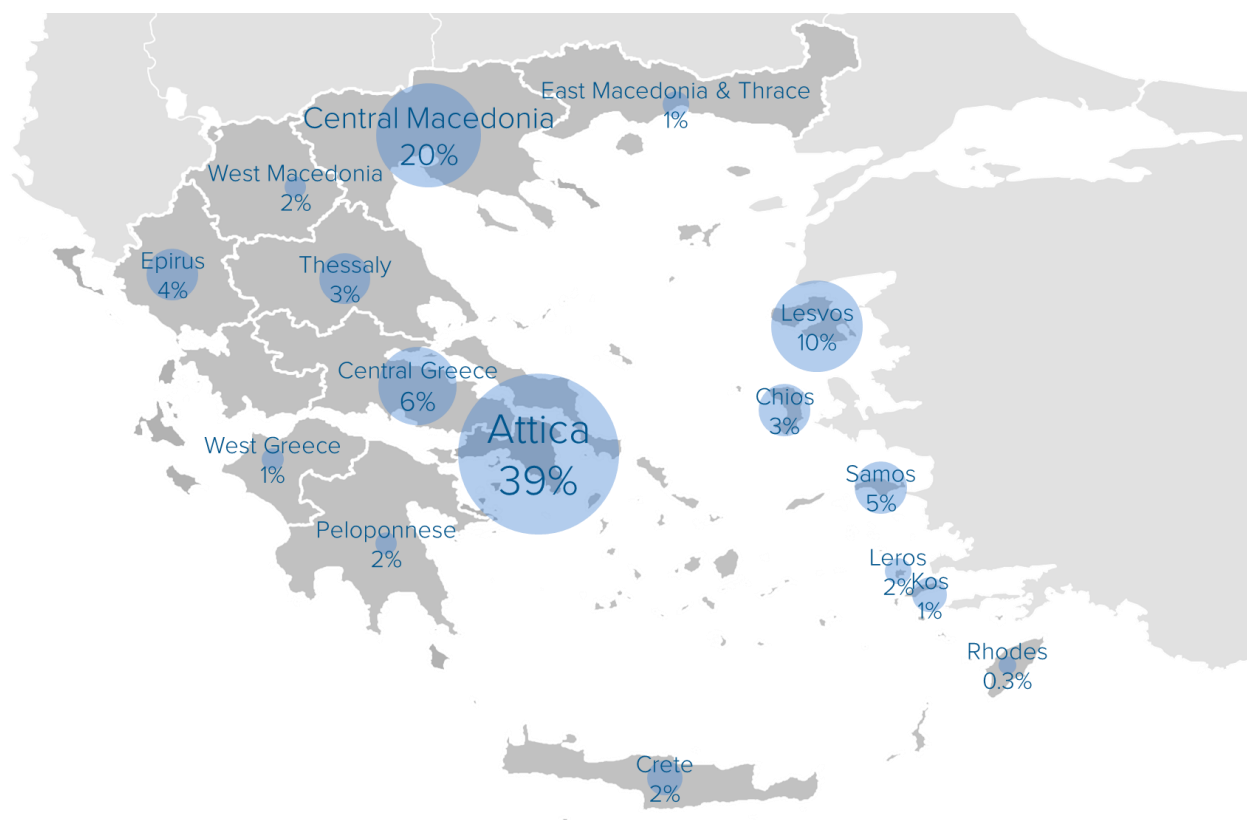 East Macedonia & Thrace
1%
Central Macedonia
20%
West Macedonia
2%
Epirus
4%
Thessaly
3%
Lesvos
10%
Central Greece
6%
Chios
3%
Attica
39%
West Greece
1%
Samos
5%
Peloponnese
2%
Leros
2%
Kos
1%
Rhodes
0.3%
Crete
2%